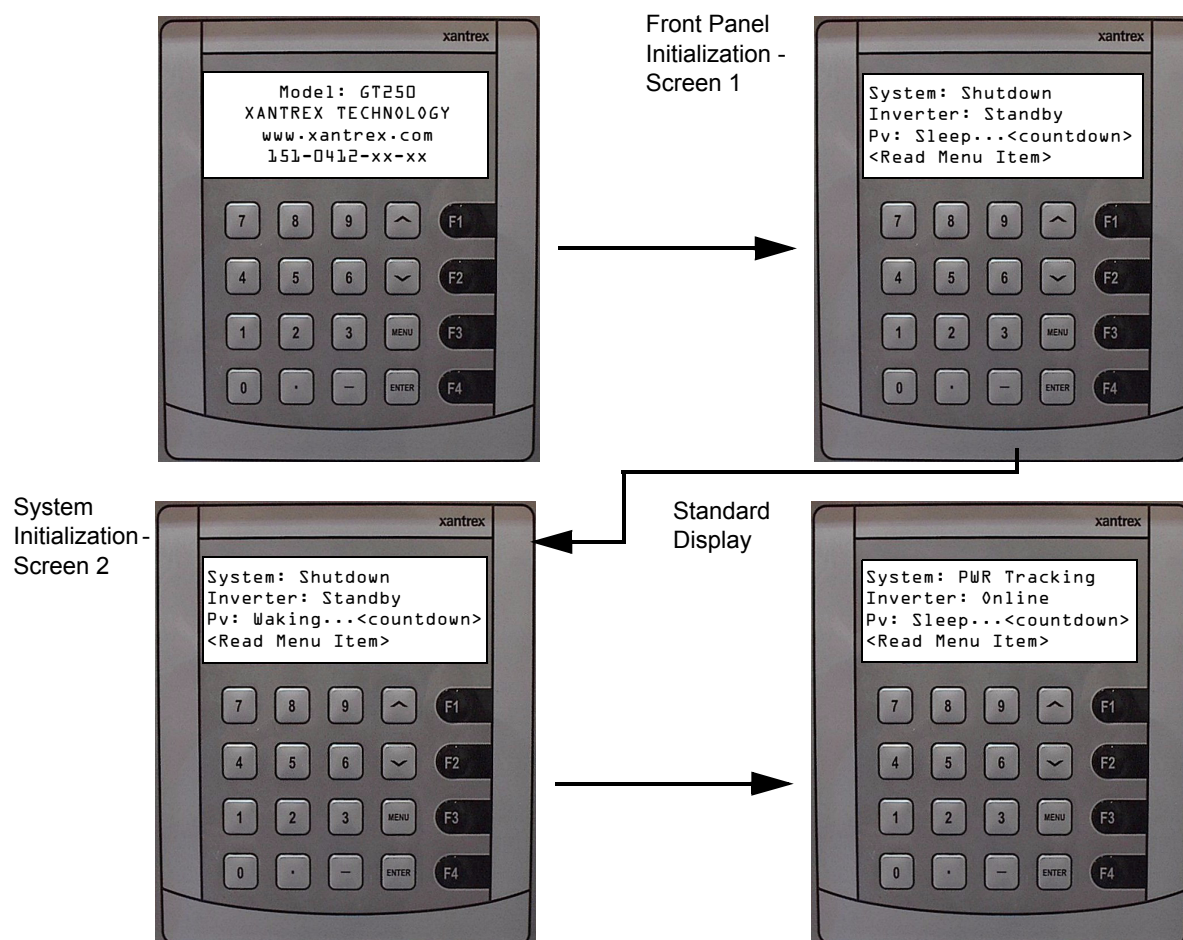 xantrex
Model: GT250
XANTREX TECHNOLOGY
www.xantrex.com
151-0412-xx-xx
7 8 9 F1
4 5 6 F2
1 2 3 MENU F3
0 . - ENTER F4
Front Panel
Initialization -
Screen 1
xantrex
System: Shutdown
Inverter: Standby
Pv: Sleep...<countdown>
<Read Menu Item>
7 8 9 F1
4 5 6 F2
1 2 3 MENU F3
0 . - ENTER F4
System
Initialization -
Screen 2
xantrex
System: Shutdown
Inverter: Standby
Pv: Waking...<countdown>
<Read Menu Item>
7 8 9 F1
4 5 6 F2
1 2 3 MENU F3
0 . - ENTER F4
Standard
Display
xantrex
System: PWR Tracking
Inverter: Online
Pv: Sleep...<countdown>
<Read Menu Item>
7 8 9 F1
4 5 6 F2
1 2 3 MENU F3
0 . - ENTER F4